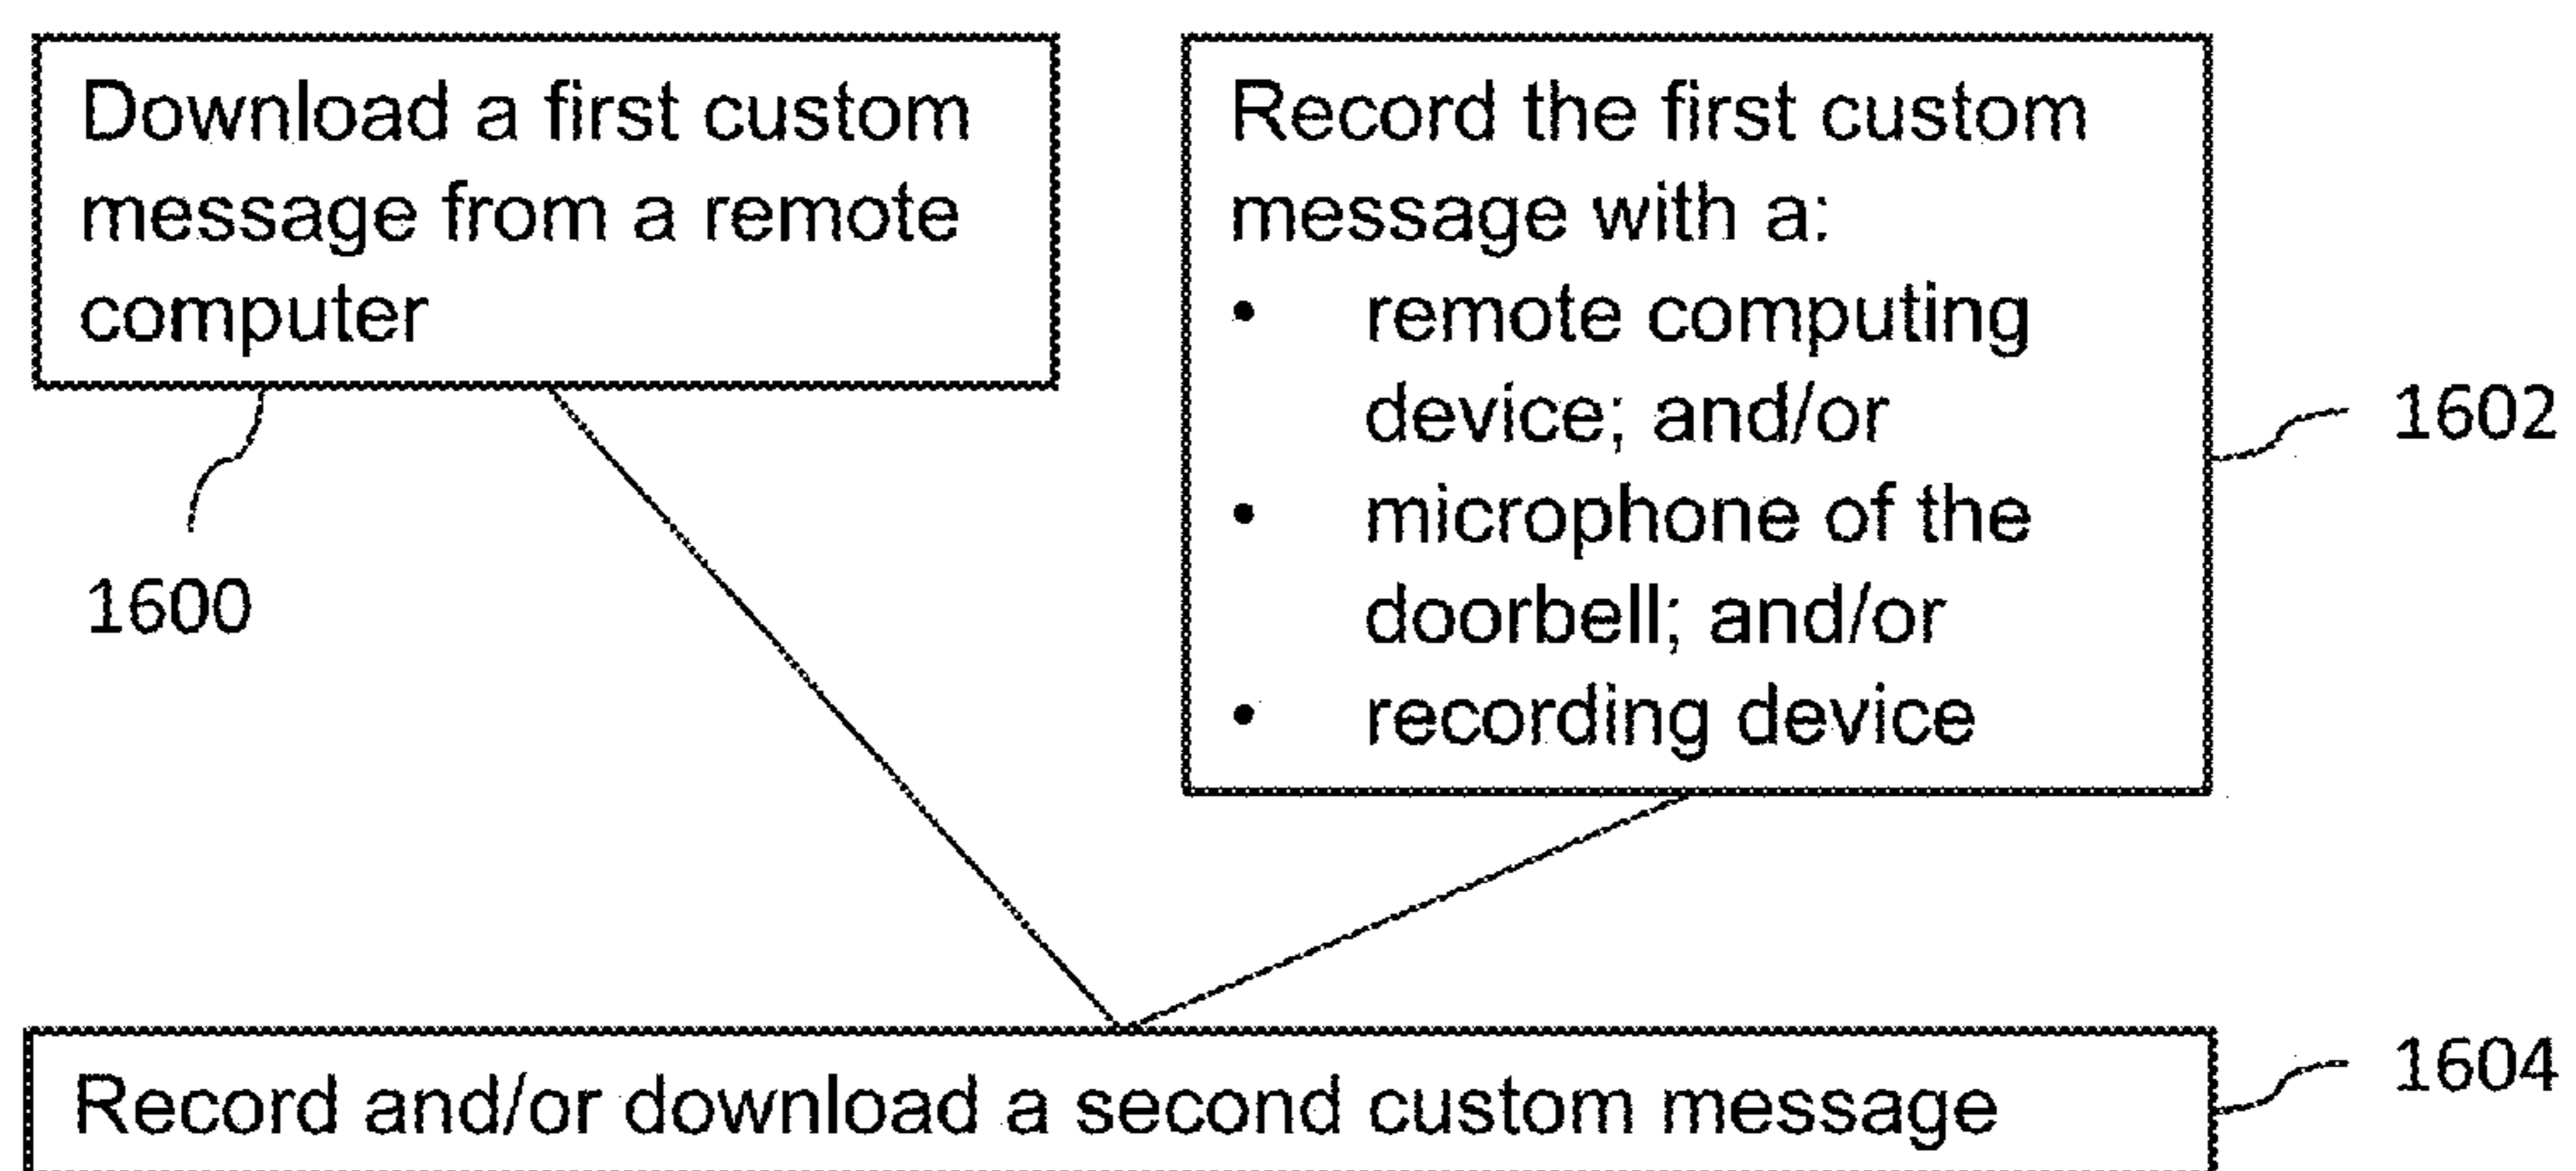 Download a first custom
message from a remote
computer
1600
Record the first custom
message with a:
• remote computing
device; and/or
• microphone of the
doorbell; and/or
• recording device
1602
Record and/or download a second custom message
1604